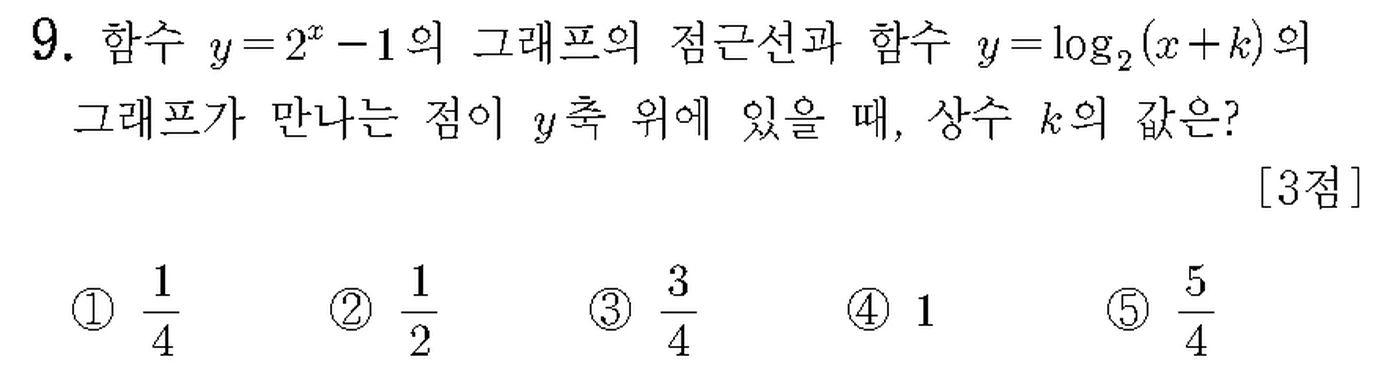 9. 함수 y=2^x-1의 그래프의 점근선과 함수 y=log₂(x+k)의
그래프가 만나는 점이 y축 위에 있을 때, 상수 k의 값은?
[3점]
① 1/4 ② 1/2 ③ 3/4 ④ 1 ⑤ 5/4